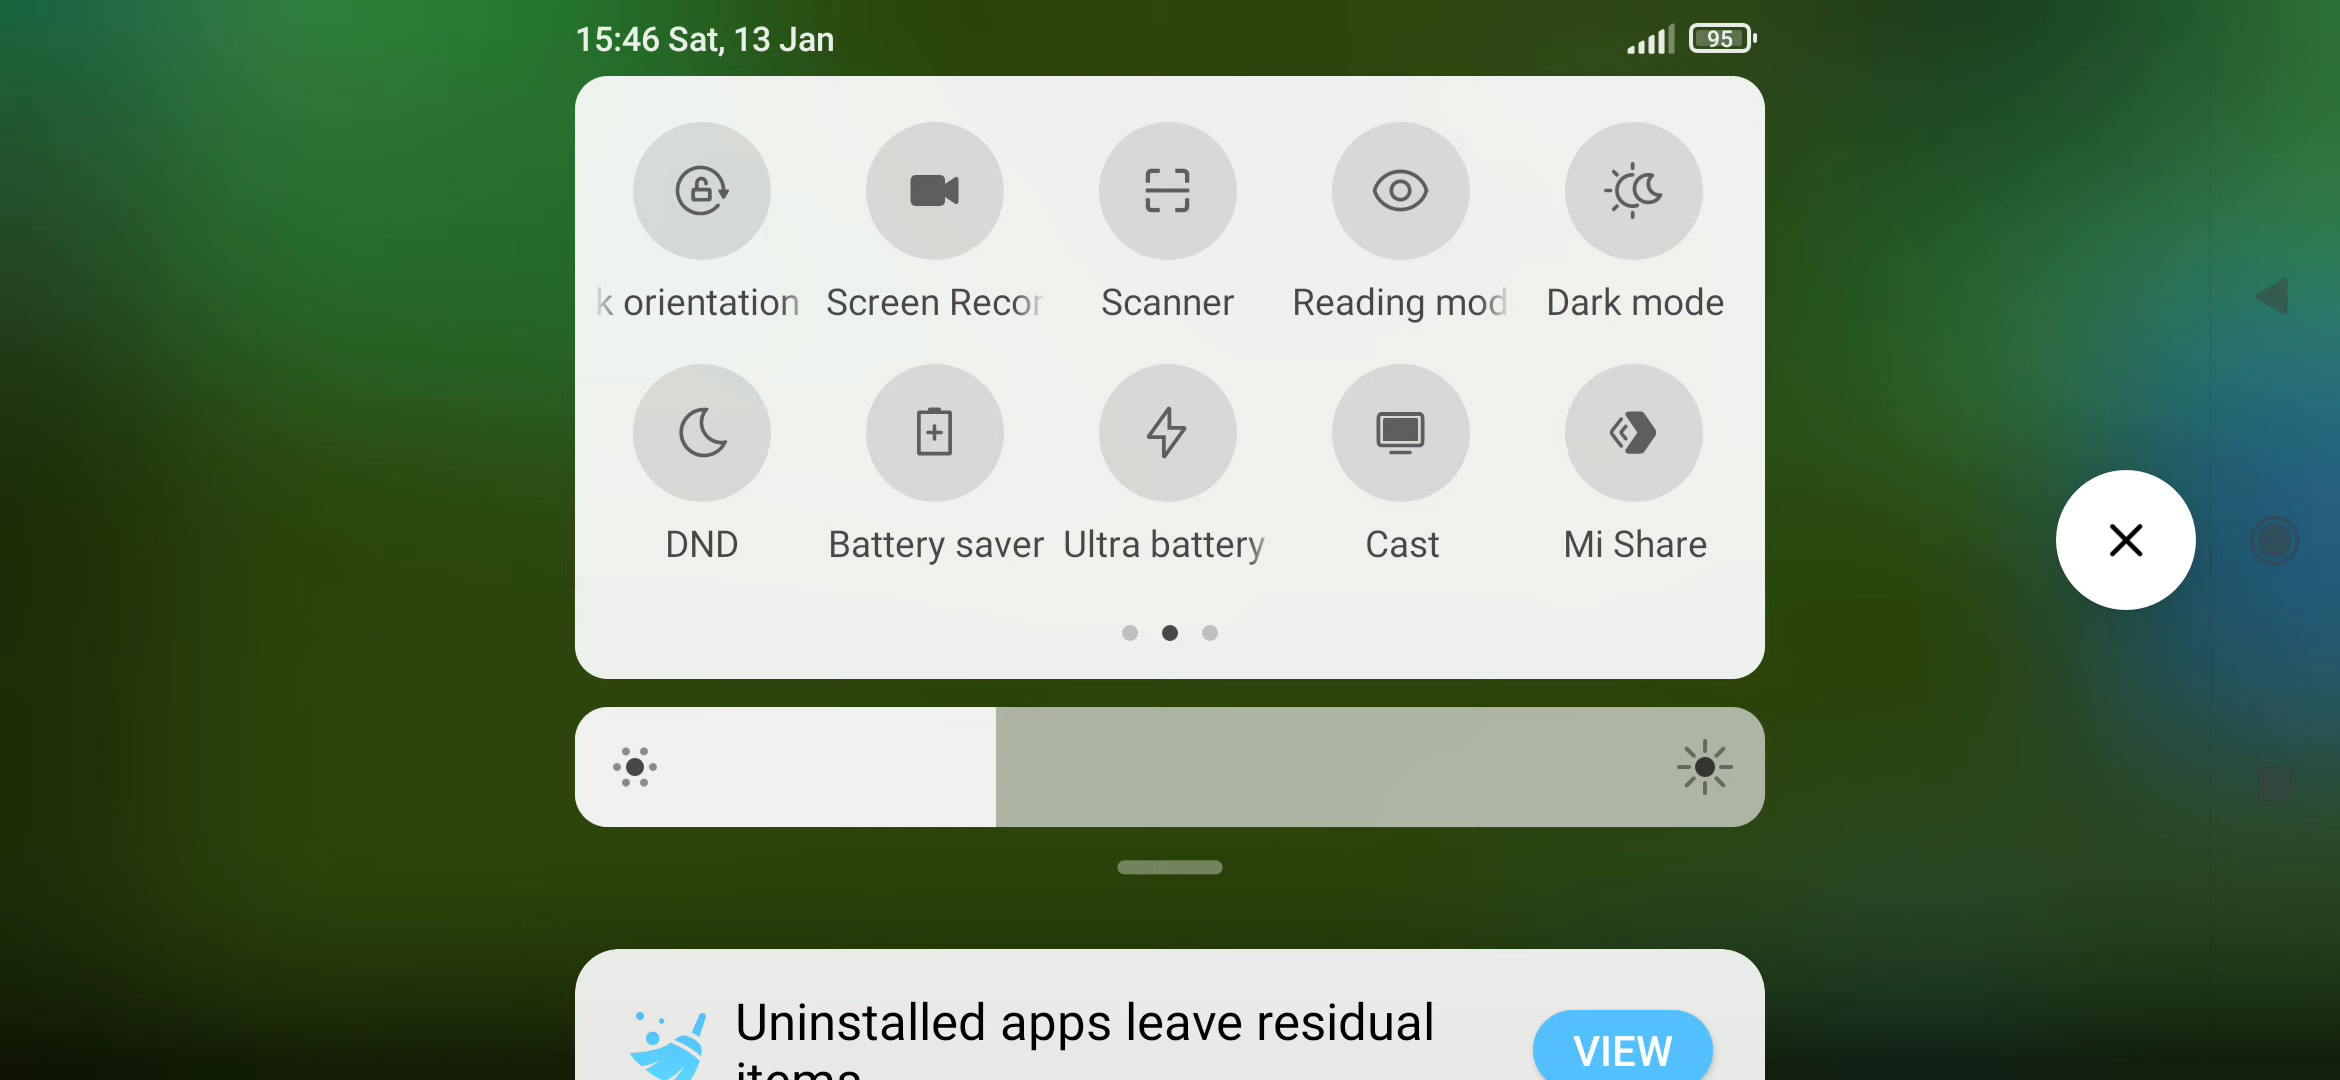 15:46 Sat, 13 Jan
95
k orientation Screen Recor Scanner Reading mod Dark mode
DND Battery saver Ultra battery Cast Mi Share
Uninstalled apps leave residual
items
VIEW